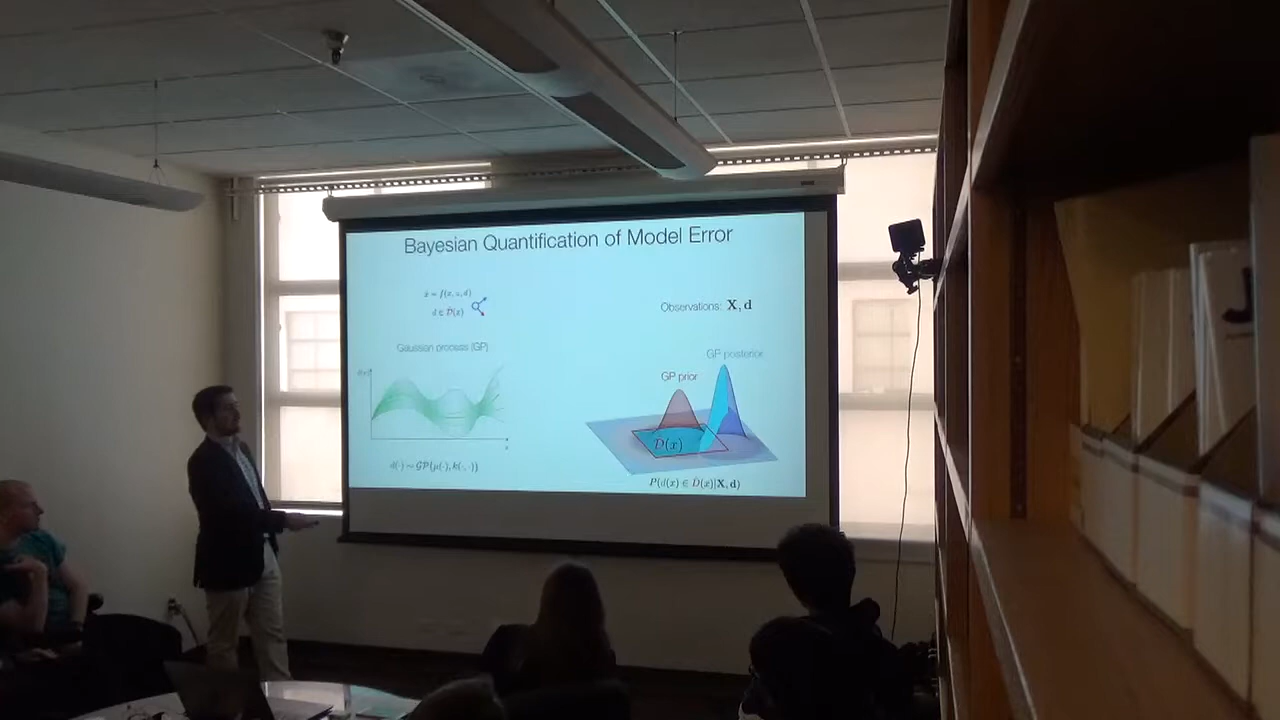 Bayesian Quantification of Model Error
ẋ = f(x, u, d)
d ∈ D̂(x)
Observations: X, d
Gaussian process (GP)
GP posterior
GP prior
d(x)
D̂(x)
x
d(·) ∼ GP(μ(·), k(·, ·))
P(d(x) ∈ D̂(x)|X, d)
J